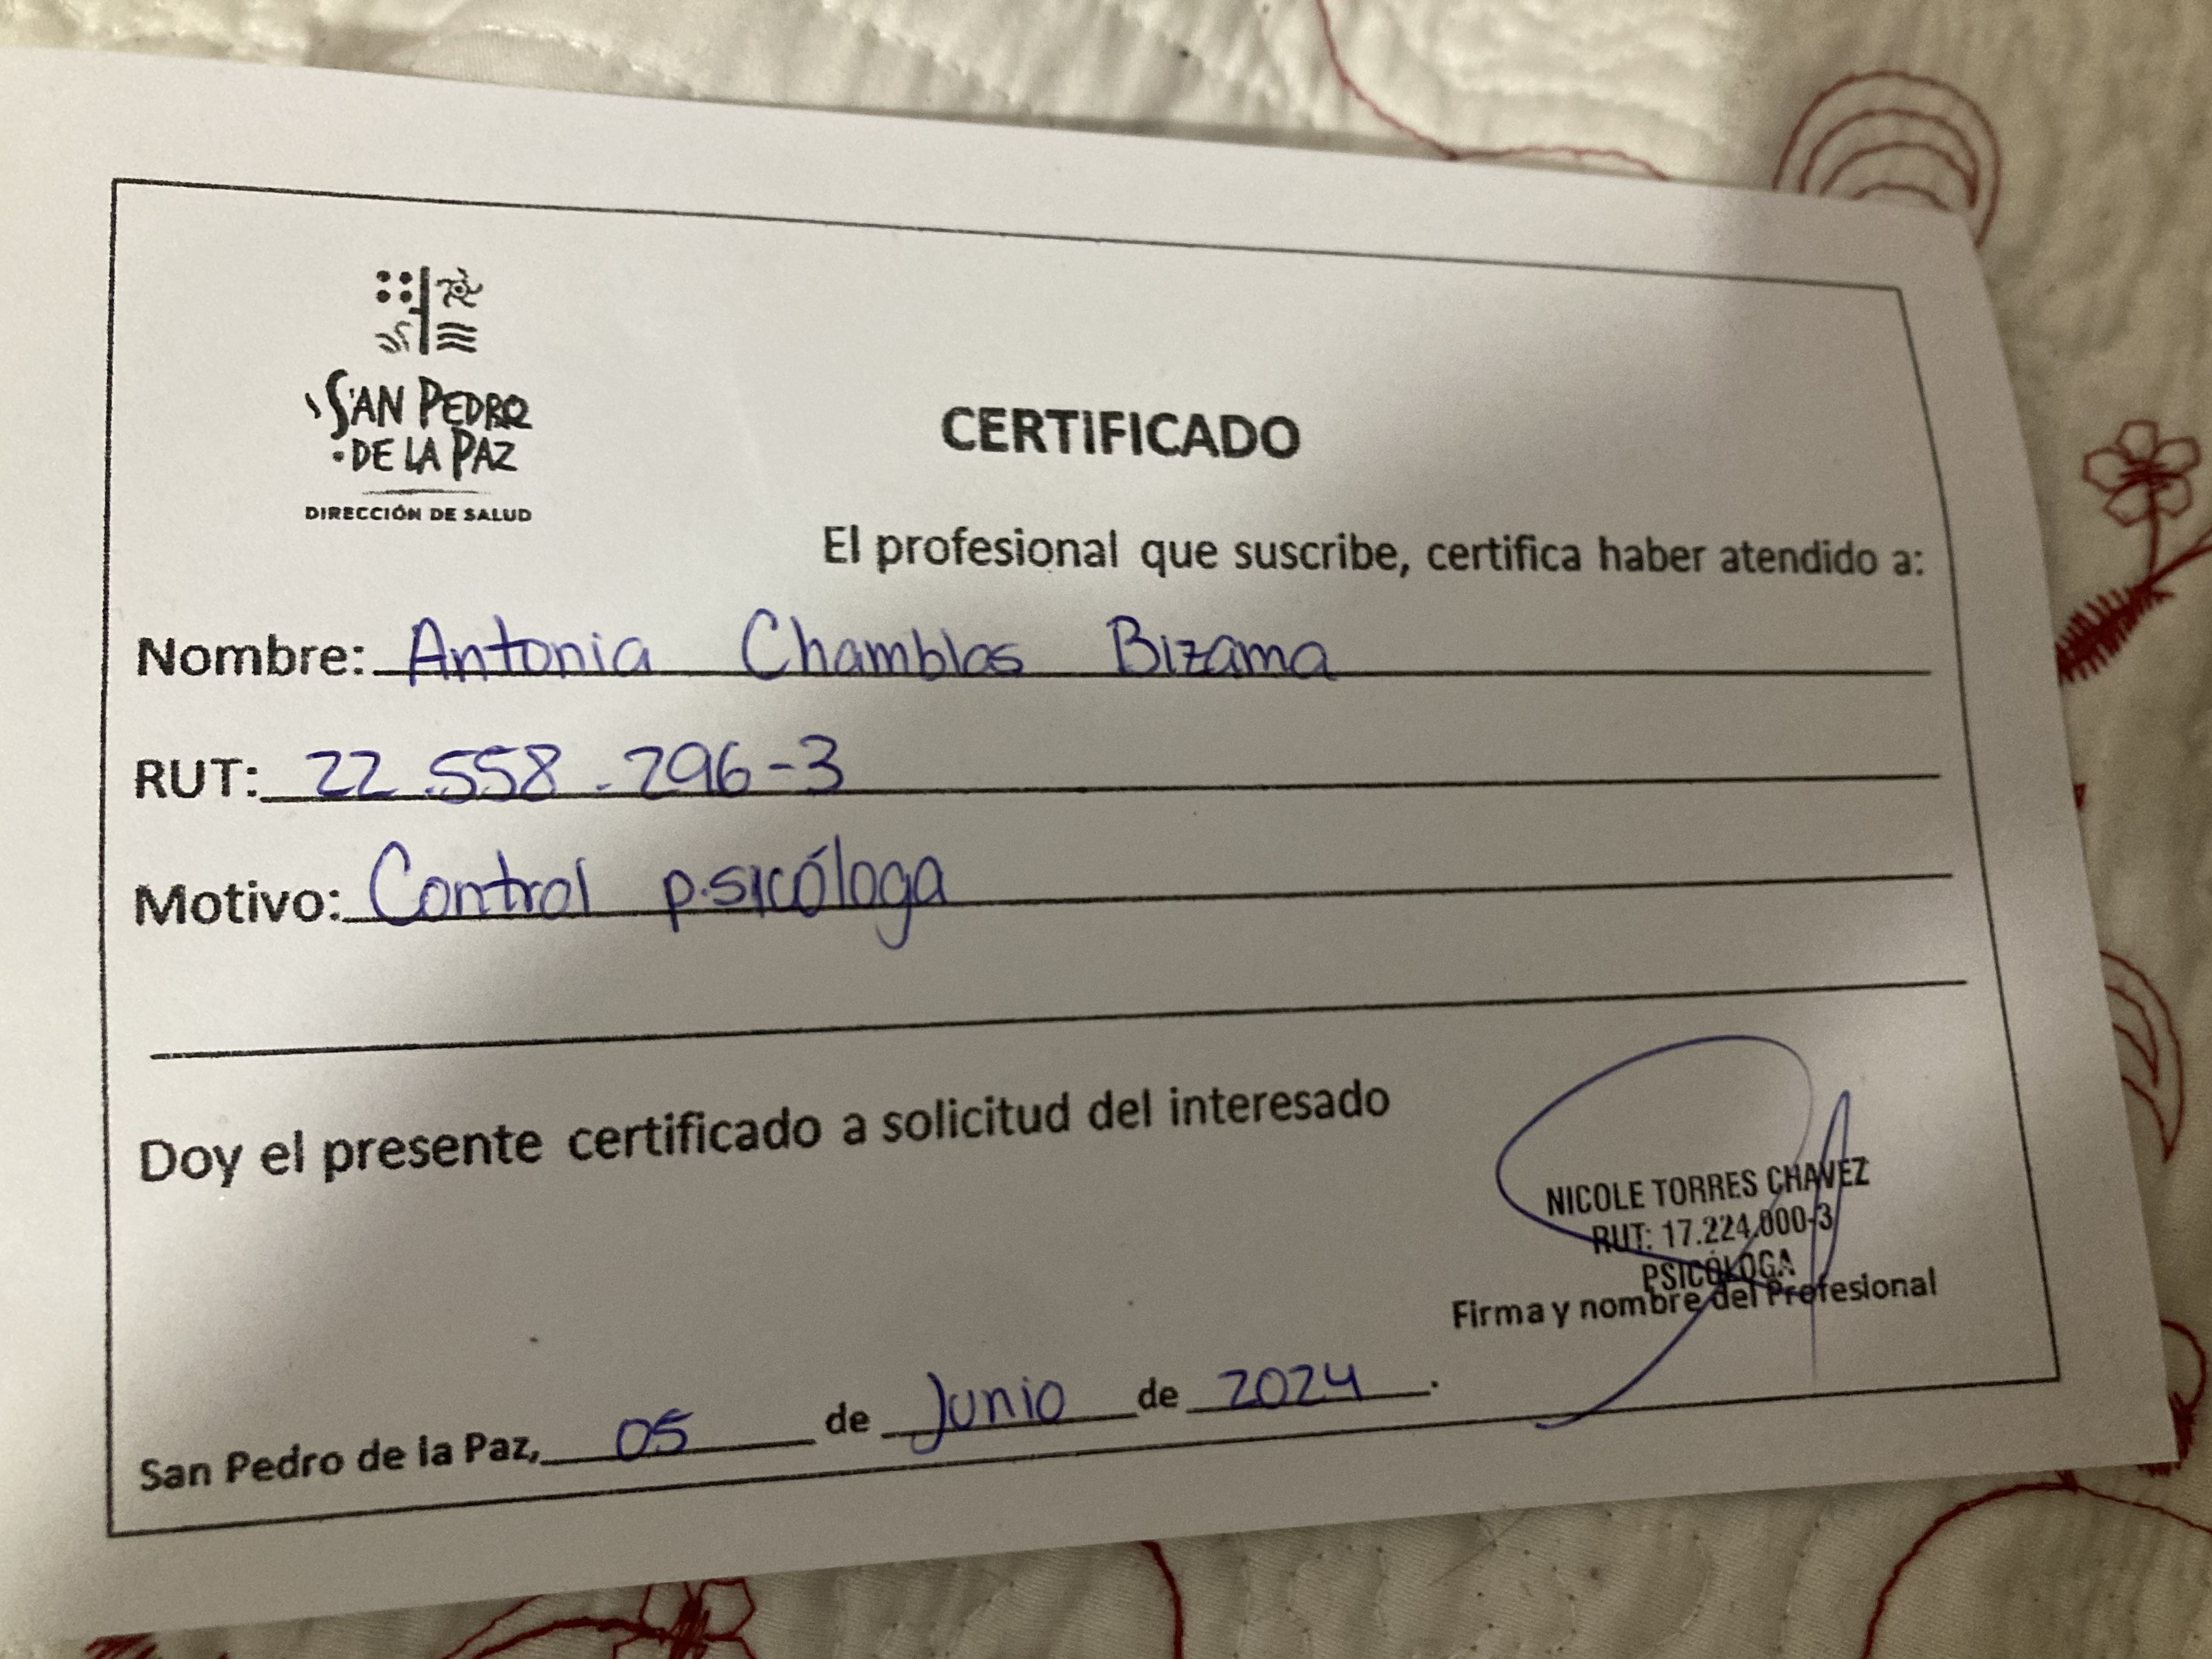 SAN PEDRO
DE LA PAZ
DIRECCIÓN DE SALUD
CERTIFICADO
El profesional que suscribe, certifica haber atendido a:
Nombre: Antonia Chamblas Bizama
RUT: 22.558.296-3
Motivo: Control psicóloga
Doy el presente certificado a solicitud del interesado
NICOLE TORRES CHAVEZ
RUT: 17.224.000-3
PSICÓLOGA
Firma y nombre del Profesional
San Pedro de la Paz, 05 de Junio de 2024.